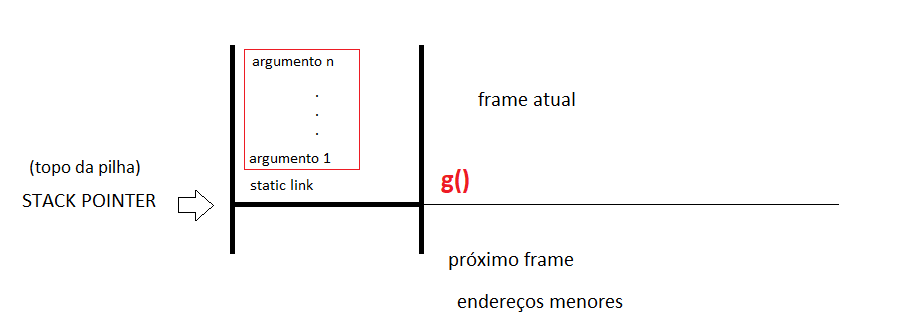 argumento n
.
.
.
argumento 1
static link
frame atual
(topo da pilha)
STACK POINTER
g()
próximo frame
endereços menores